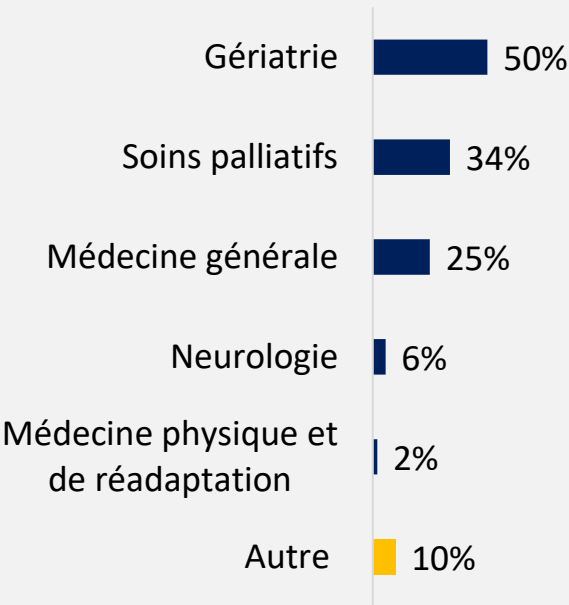 Gériatrie 50%
Soins palliatifs 34%
Médecine générale 25%
Neurologie 6%
Médecine physique et
de réadaptation 2%
Autre 10%